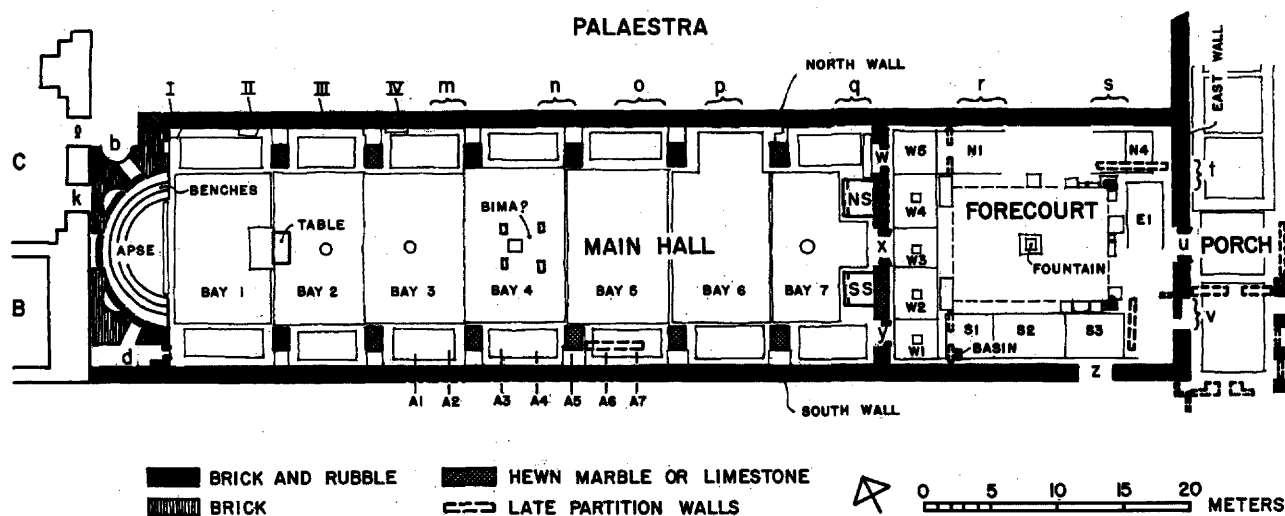 PALAESTRA
NORTH WALL
EAST WALL
I II III IV m n o p q r s
C ℓ b
k
BENCHES
APSE
TABLE
BIMA?
MAIN HALL
NS
SS
W
x
y
W5 N1 N4
W4
W3
W2
W1
FORECOURT
FOUNTAIN
E1
t
u
v
PORCH
B
BAY 1 BAY 2 BAY 3 BAY 4 BAY 5 BAY 6 BAY 7
S1 S2 S3
BASIN
d
z
A1 A2 A3 A4 A5 A6 A7
SOUTH WALL
BRICK AND RUBBLE
HEWN MARBLE OR LIMESTONE
BRICK
LATE PARTITION WALLS
0 5 10 15 20 METERS